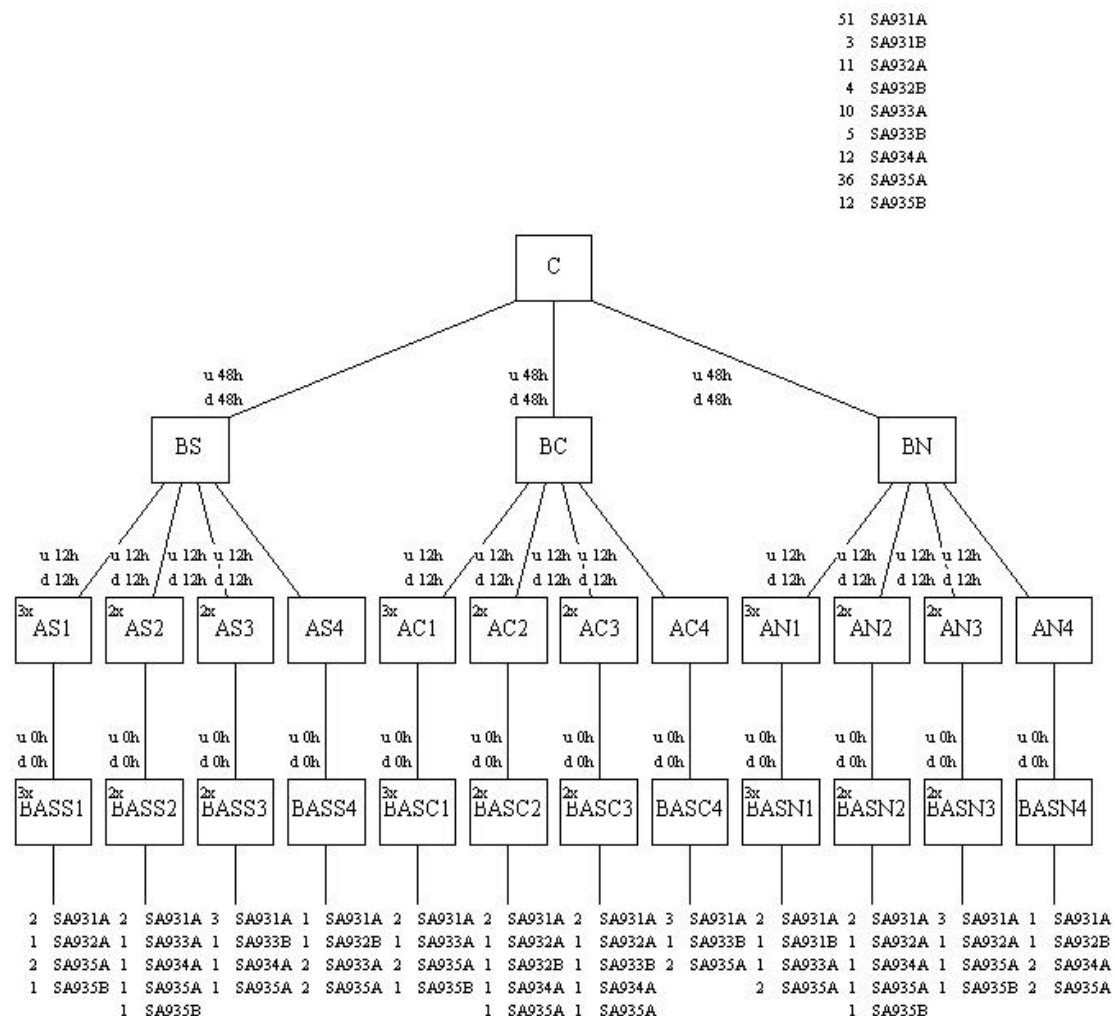 51 SA931A
3 SA931B
11 SA932A
4 SA932B
10 SA933A
5 SA933B
12 SA934A
36 SA935A
12 SA935B
C
u 48h u 48h u 48h
d 48h d 48h d 48h
BS BC BN
u 12h u 12h u 12h u 12h u 12h u 12h u 12h u 12h u 12h u 12h u 12h u 12h
d 12h d 12h d 12h d 12h d 12h d 12h d 12h d 12h d 12h d 12h d 12h d 12h
3x AS1 2x AS2 2x AS3 AS4 3x AC1 2x AC2 2x AC3 AC4 3x AN1 2x AN2 2x AN3 AN4
u 0h u 0h u 0h u 0h u 0h u 0h u 0h u 0h u 0h u 0h u 0h u 0h
d 0h d 0h d 0h d 0h d 0h d 0h d 0h d 0h d 0h d 0h d 0h d 0h
3x BASS1 2x BASS2 2x BASS3 BASS4 3x BASC1 2x BASC2 2x BASC3 BASC4 3x BASN1 2x BASN2 2x BASN3 BASN4
2 SA931A 2 SA931A 3 SA931A 1 SA931A 2 SA931A 2 SA931A 2 SA931A 3 SA931A 2 SA931A 2 SA931A 3 SA931A 1 SA931A
1 SA932A 1 SA933A 1 SA933B 1 SA932B 1 SA933A 1 SA932A 1 SA932A 1 SA933B 1 SA931B 1 SA932A 1 SA932A 1 SA932B
2 SA935A 1 SA934A 1 SA934A 2 SA933A 2 SA935A 1 SA932B 1 SA933B 2 SA935A 1 SA933A 1 SA934A 1 SA935A 2 SA934A
1 SA935B 1 SA935A 1 SA935A 2 SA935A 1 SA935B 1 SA934A 1 SA934A 2 SA935A 1 SA935A 1 SA935B 2 SA935A
1 SA935B 1 SA935A 1 SA935A 1 SA935B